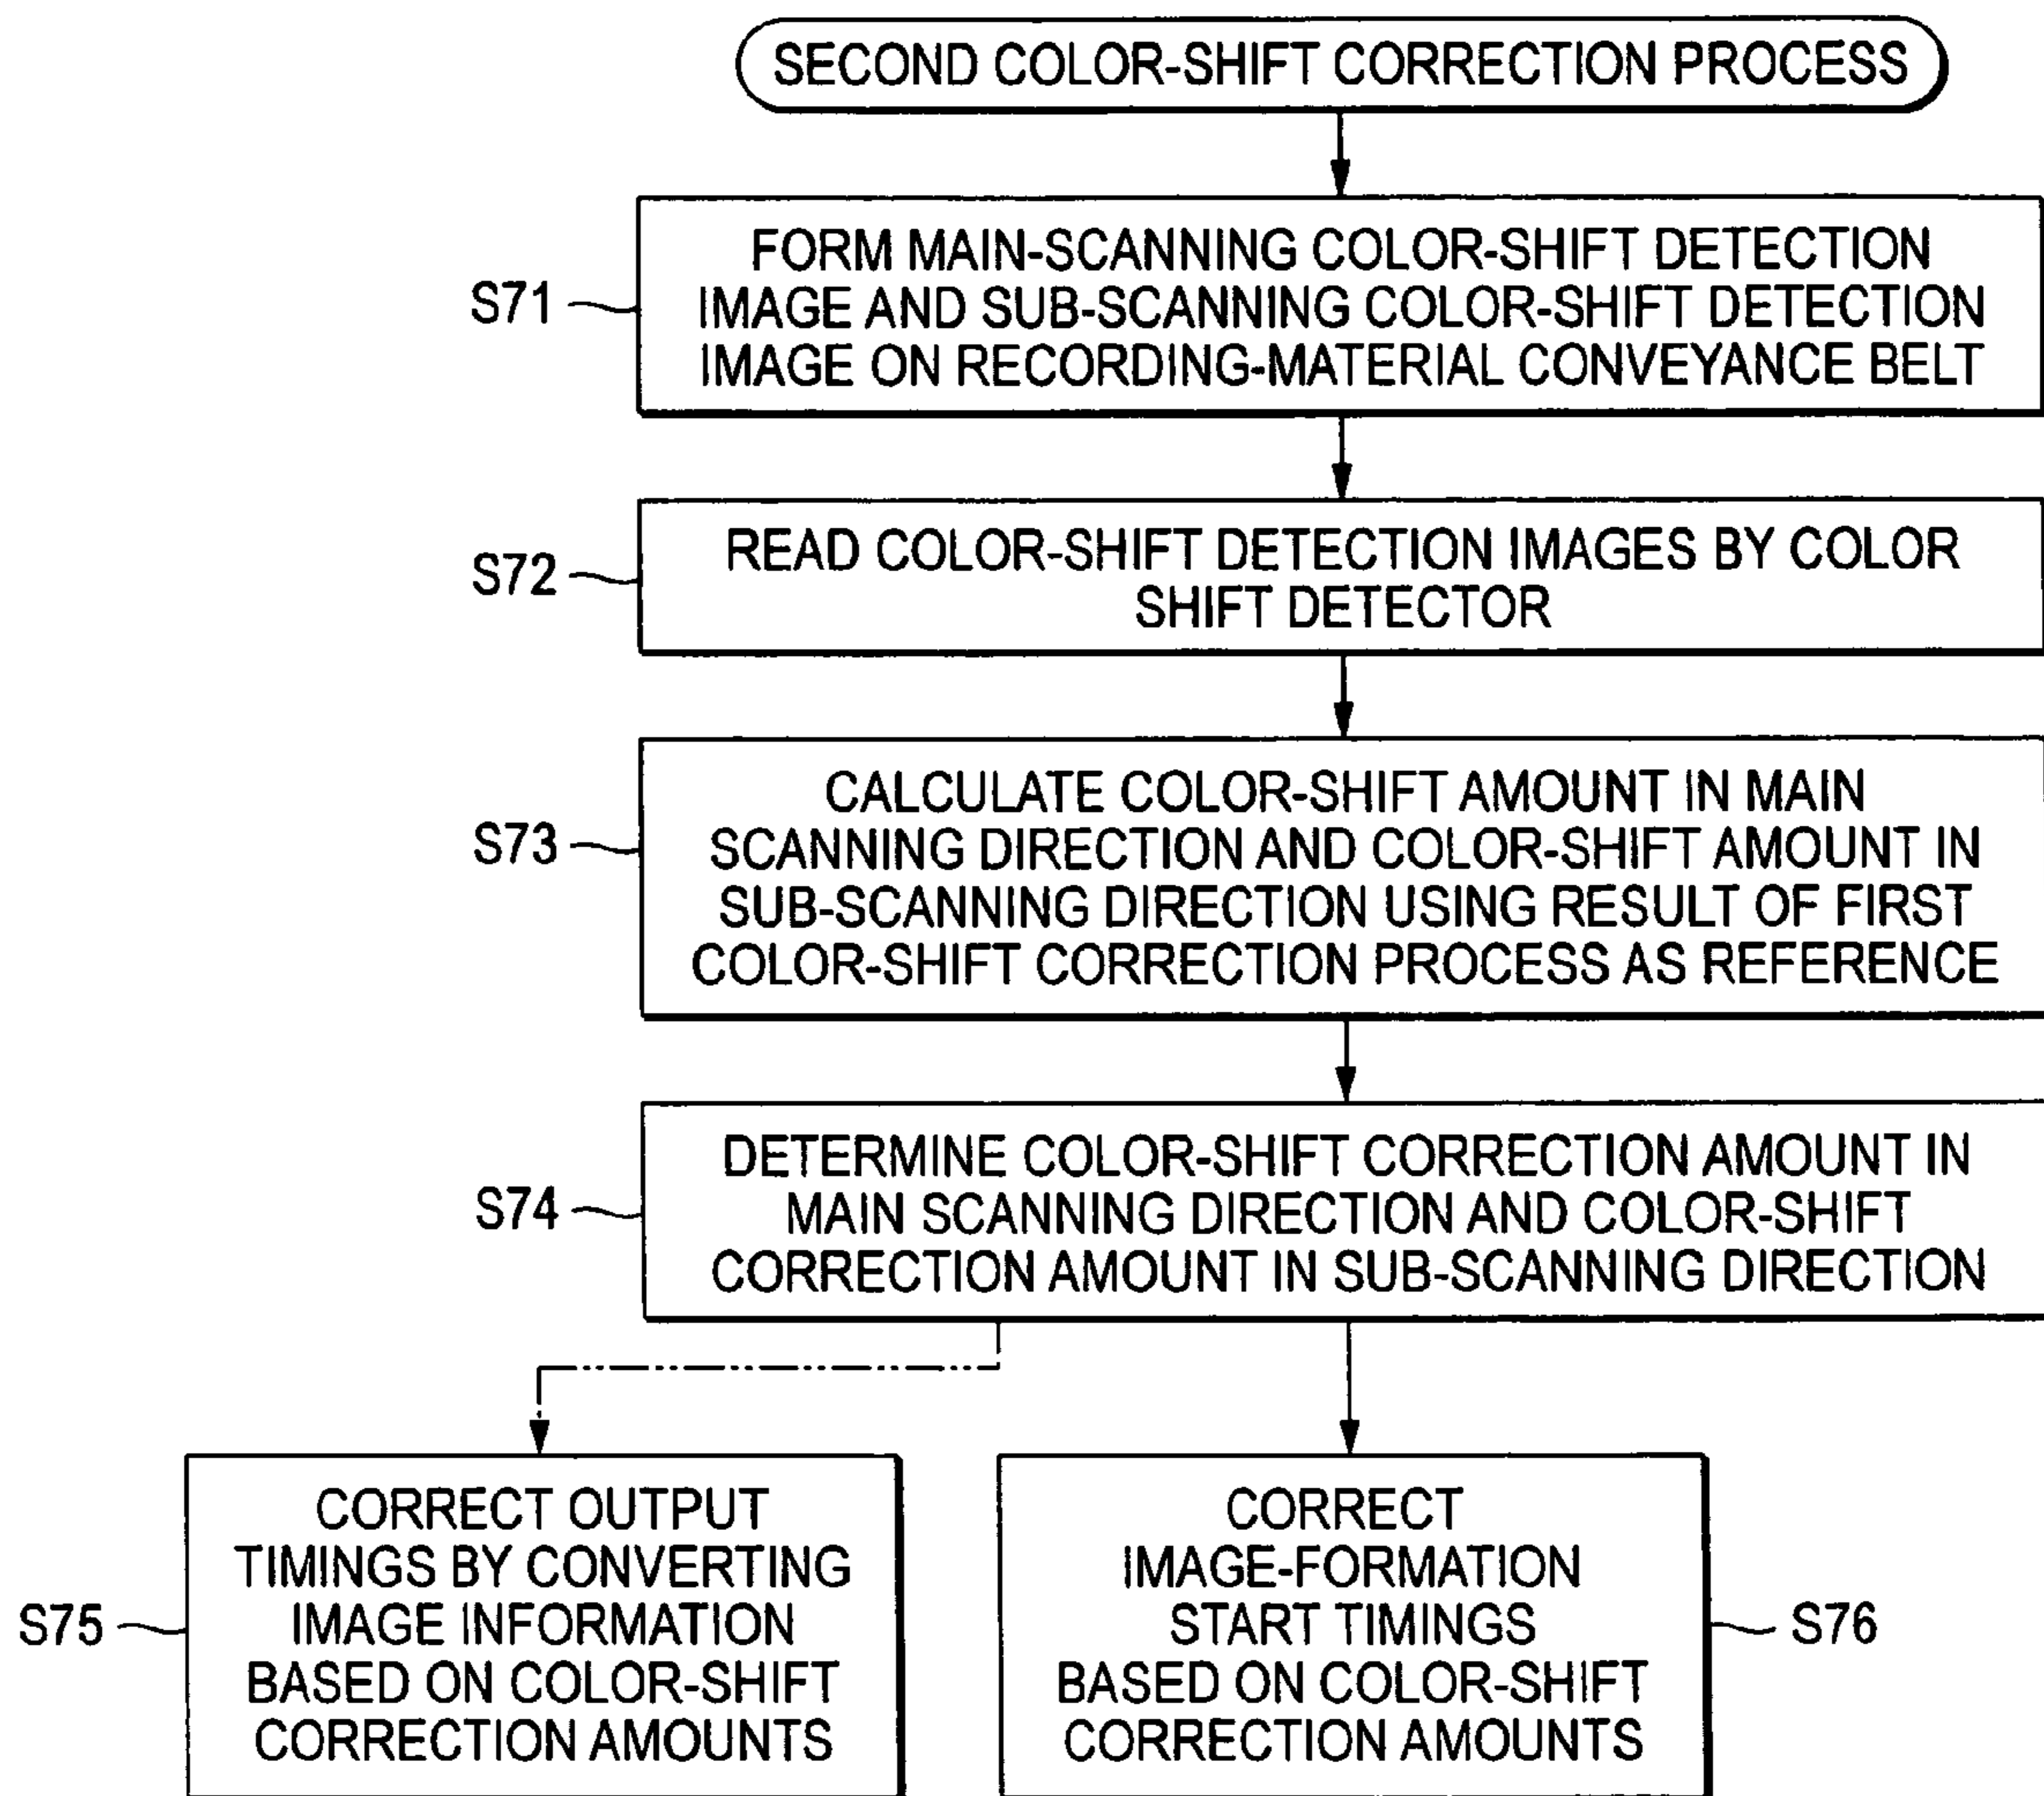 SECOND COLOR-SHIFT CORRECTION PROCESS
S71
FORM MAIN-SCANNING COLOR-SHIFT DETECTION
IMAGE AND SUB-SCANNING COLOR-SHIFT DETECTION
IMAGE ON RECORDING-MATERIAL CONVEYANCE BELT
S72
READ COLOR-SHIFT DETECTION IMAGES BY COLOR
SHIFT DETECTOR
S73
CALCULATE COLOR-SHIFT AMOUNT IN MAIN
SCANNING DIRECTION AND COLOR-SHIFT AMOUNT IN
SUB-SCANNING DIRECTION USING RESULT OF FIRST
COLOR-SHIFT CORRECTION PROCESS AS REFERENCE
S74
DETERMINE COLOR-SHIFT CORRECTION AMOUNT IN
MAIN SCANNING DIRECTION AND COLOR-SHIFT
CORRECTION AMOUNT IN SUB-SCANNING DIRECTION
S75
CORRECT OUTPUT
TIMINGS BY CONVERTING
IMAGE INFORMATION
BASED ON COLOR-SHIFT
CORRECTION AMOUNTS
CORRECT
IMAGE-FORMATION
START TIMINGS
BASED ON COLOR-SHIFT
CORRECTION AMOUNTS
S76